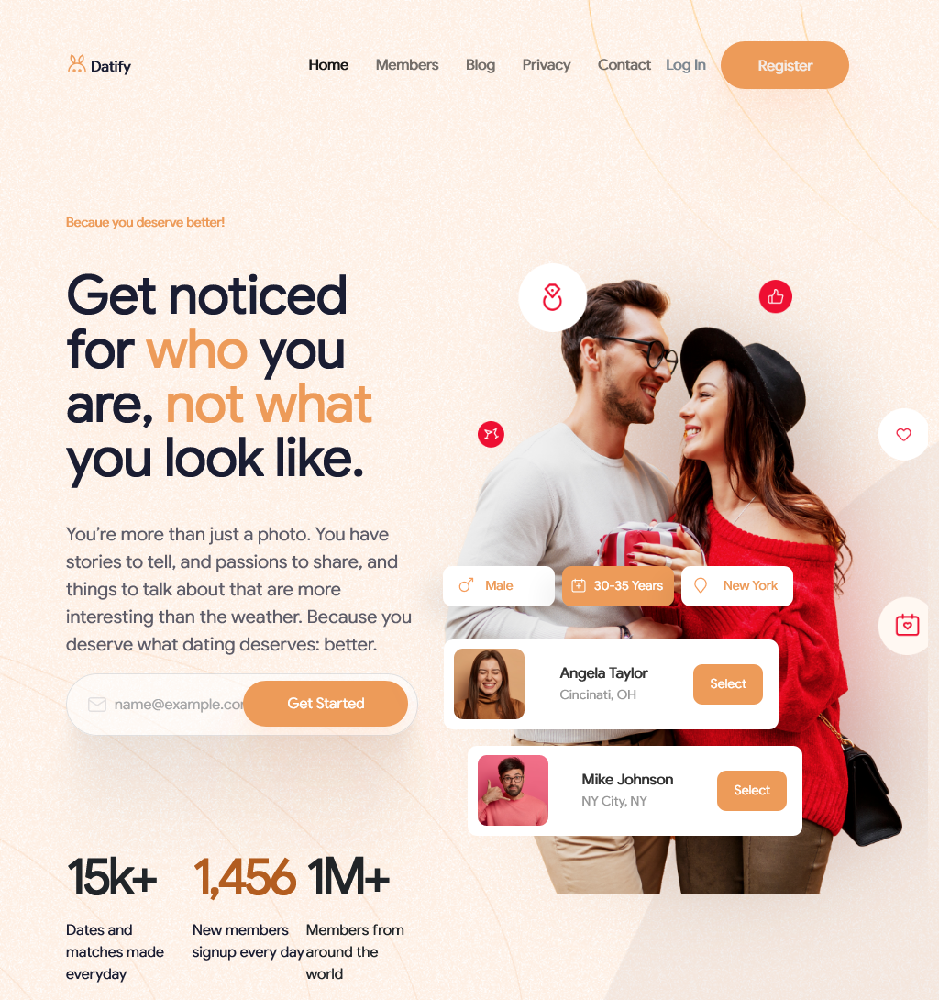 Datify
Home
Members
Blog
Privacy
Contact
Log In
Register
Becaue you deserve better!
Get noticed
for who you
are, not what
you look like.
You’re more than just a photo. You have
stories to tell, and passions to share, and
things to talk about that are more
interesting than the weather. Because you
deserve what dating deserves: better.
name@example.cor
Get Started
Male
30-35 Years
New York
Angela Taylor
Cincinati, OH
Select
Mike Johnson
NY City, NY
Select
15k+
Dates and
matches made
everyday
1,456
New members
signup every day
1M+
Members from
around the
world